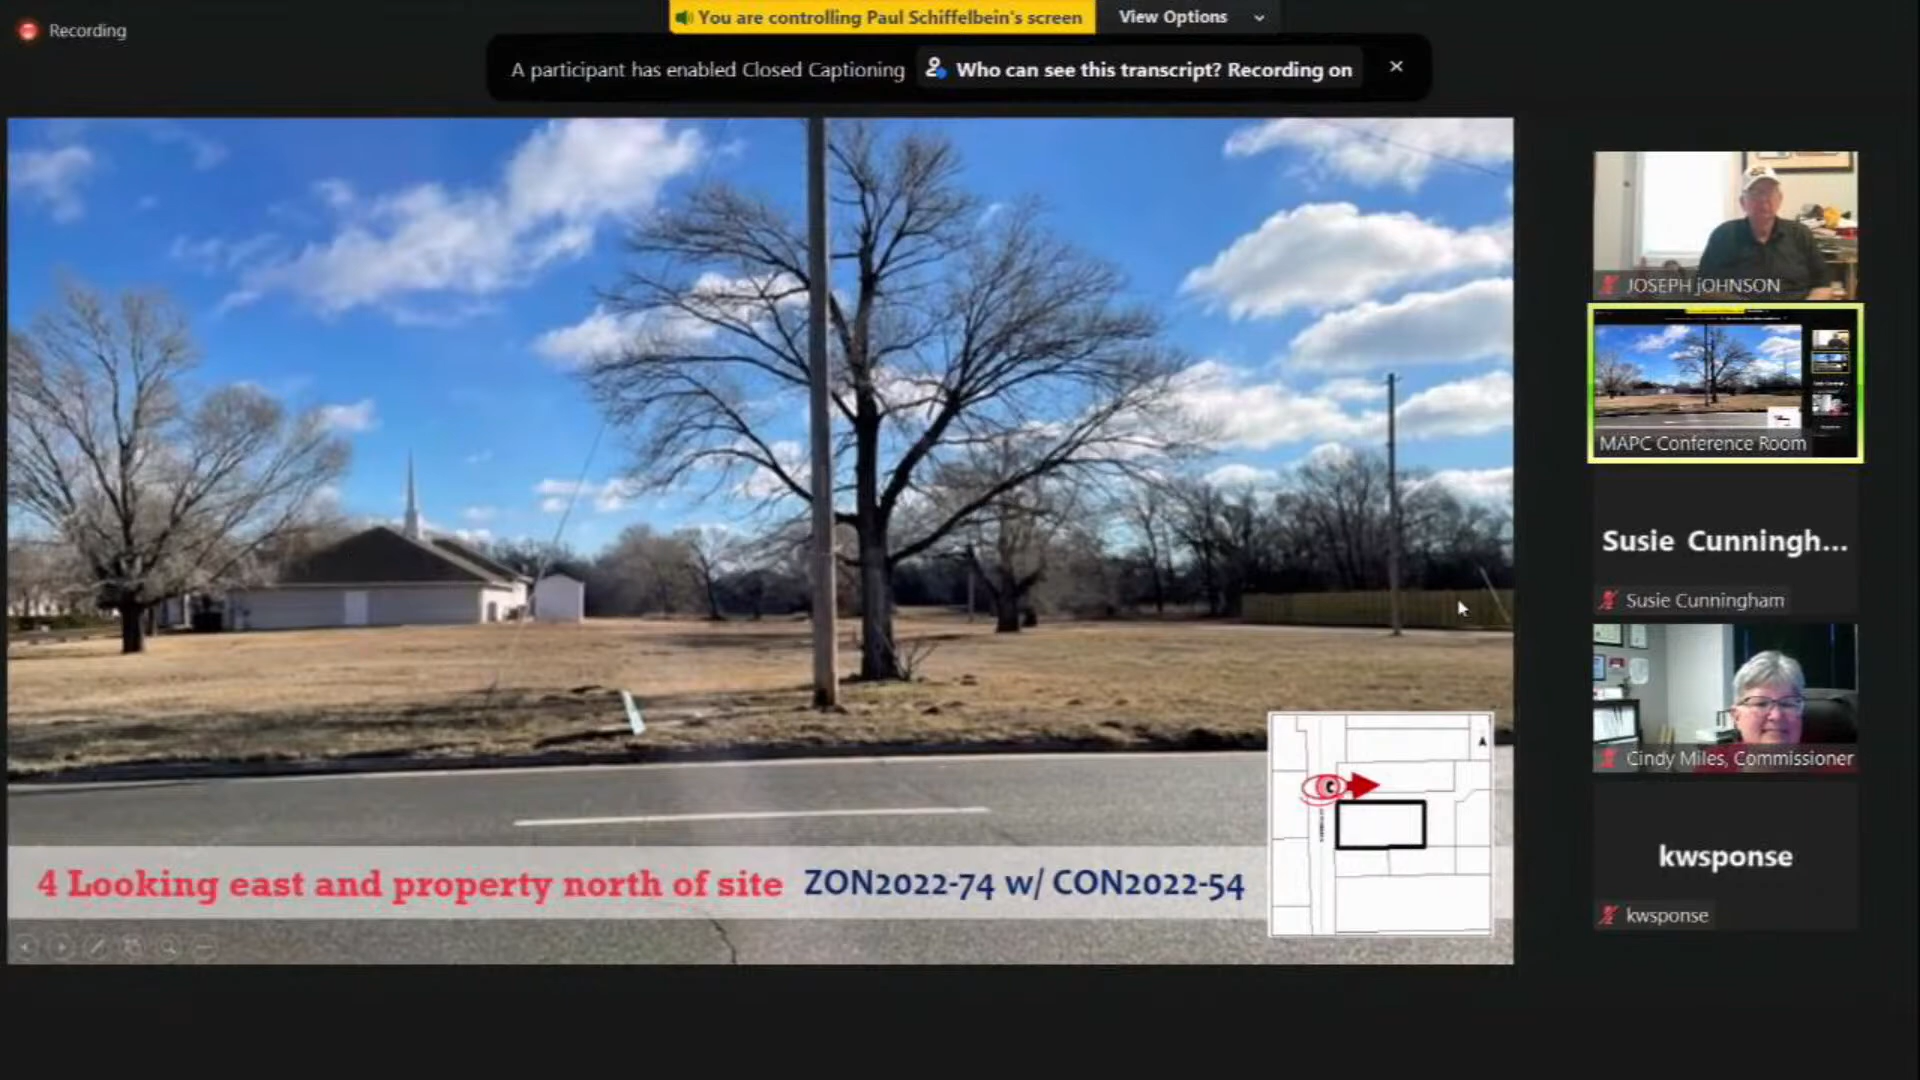 Recording
You are controlling Paul Schiffelbein's screen
View Options
A participant has enabled Closed Captioning
Who can see this transcript? Recording on
JOSEPH jOHNSON
MAPC Conference Room
Susie Cunningh...
Susie Cunningham
Cindy Miles, Commissioner
kwsponse
kwsponse
4 Looking east and property north of site ZON2022-74 w/ CON2022-54